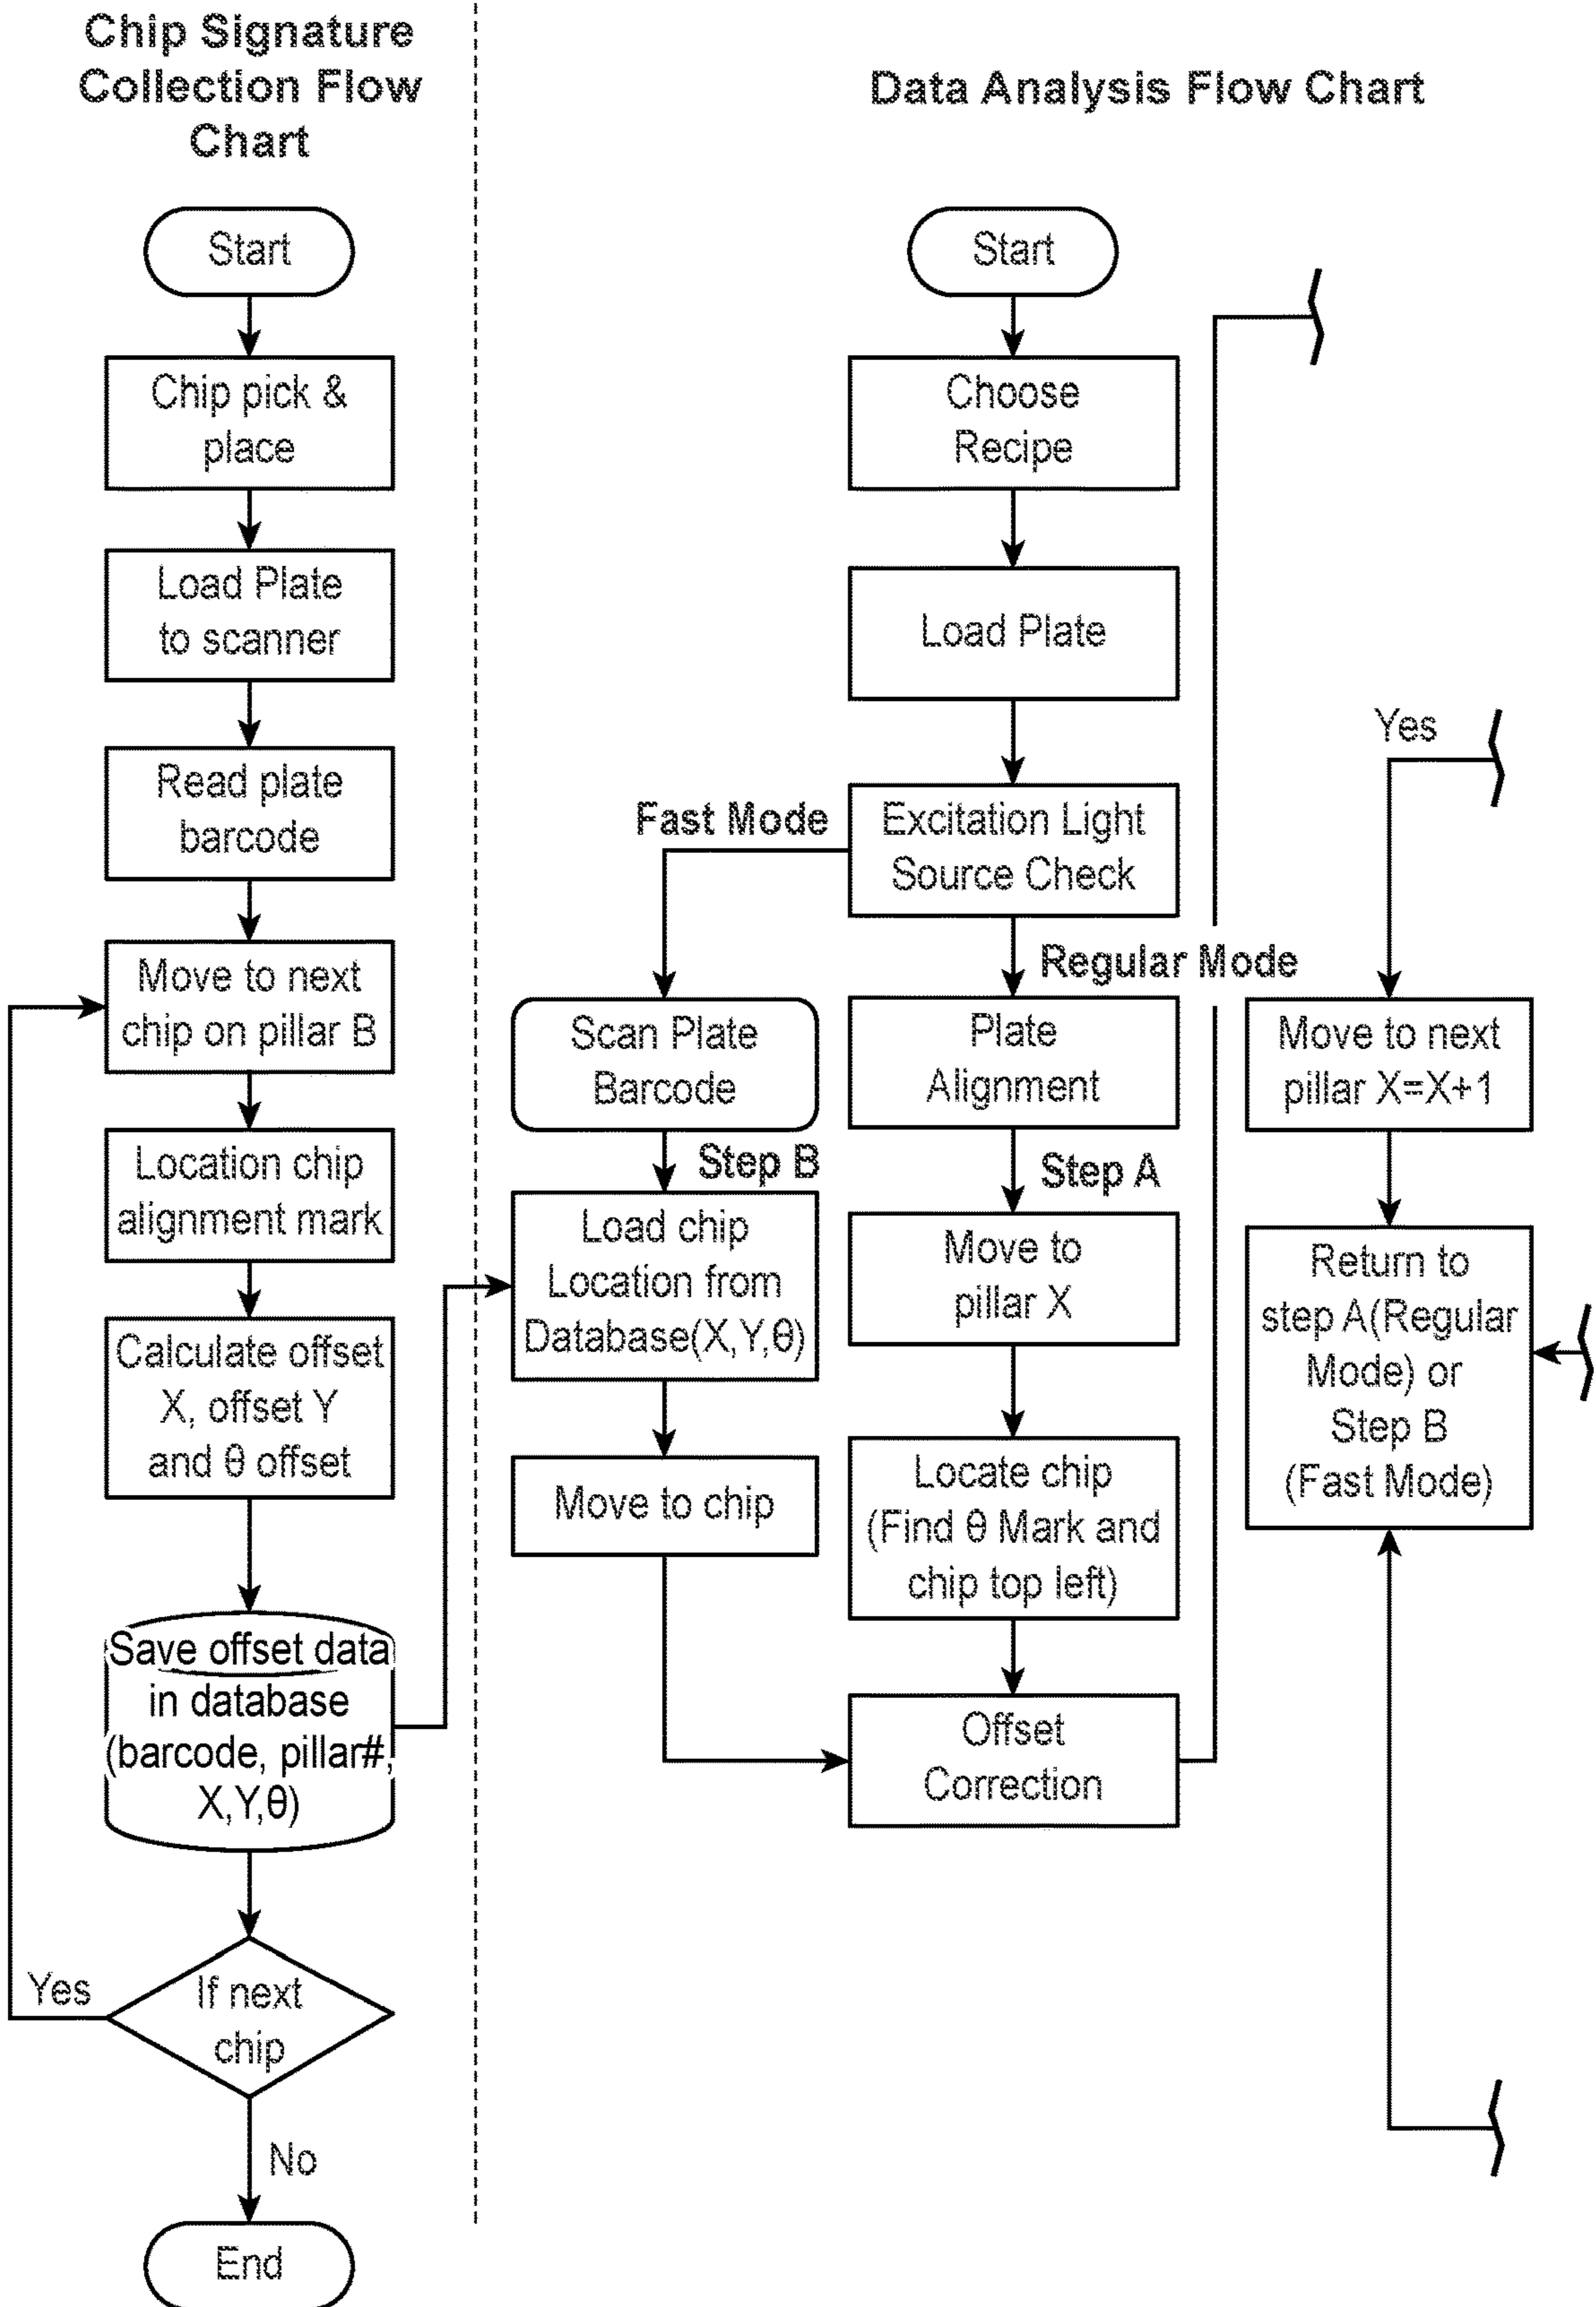 Chip Signature
Collection Flow
Chart
Start
Chip pick &
place
Load Plate
to scanner
Read plate
barcode
Move to next
chip on pillar B
Location chip
alignment mark
Calculate offset
X, offset Y
and θ offset
Save offset data
in database
(barcode, pillar#,
X,Y,θ)
If next
chip
Yes
No
End
Data Analysis Flow Chart
Start
Choose
Recipe
Load Plate
Excitation Light
Source Check
Fast Mode
Scan Plate
Barcode
Step B
Load chip
Location from
Database(X,Y,θ)
Move to chip
Regular Mode
Plate
Alignment
Step A
Move to
pillar X
Locate chip
(Find θ Mark and
chip top left)
Offset
Correction
Yes
Move to next
pillar X=X+1
Return to
step A(Regular
Mode) or
Step B
(Fast Mode)